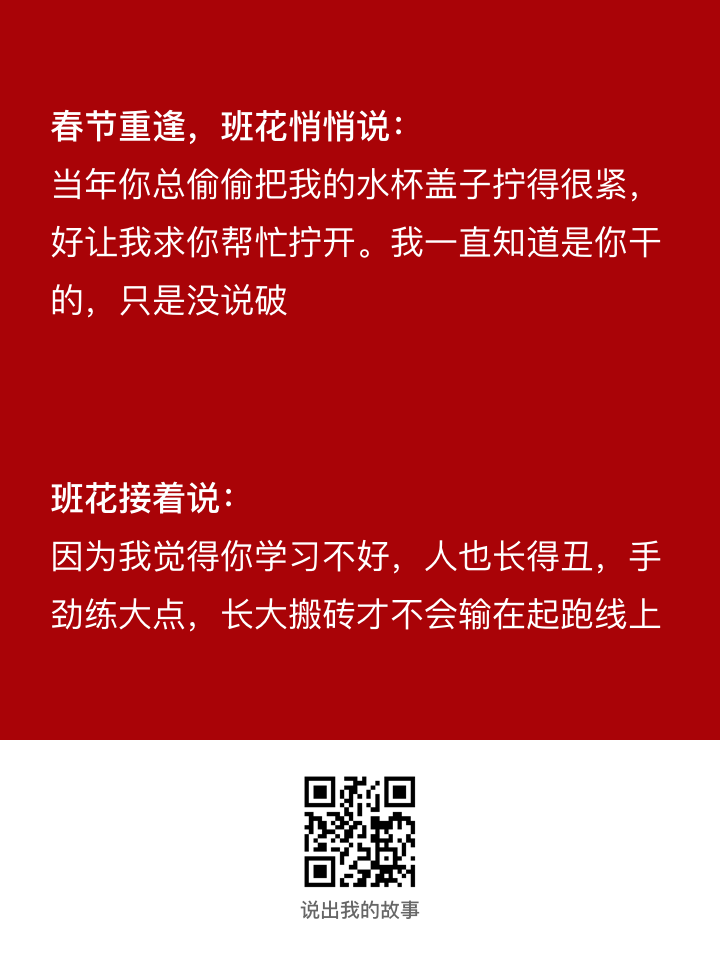 春节重逢，班花悄悄说：
当年你总偷偷把我的水杯盖子拧得很紧，
好让我求你帮忙拧开。我一直知道是你干
的，只是没说破
班花接着说：
因为我觉得你学习不好，人也长得丑，手
劲练大点，长大搬砖才不会输在起跑线上
说出我的故事